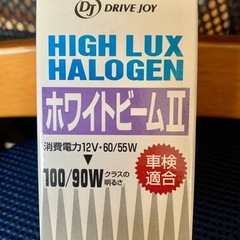 DJ DRIVE JOY
HIGH LUX
HALOGEN
ホワイトビームⅡ
消費電力12V・60/55W
100/90W クラスの明るさ
車検
適合